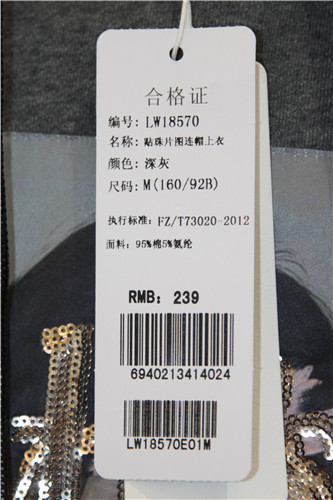 合格证
编号: LW18570
名称: 贴珠片图连帽上衣
颜色: 深灰
尺码: M(160/92B)
执行标准: FZ/T73020-2012
面料: 95%棉5%氨纶
RMB: 239
6940213414024
LW18570E01M